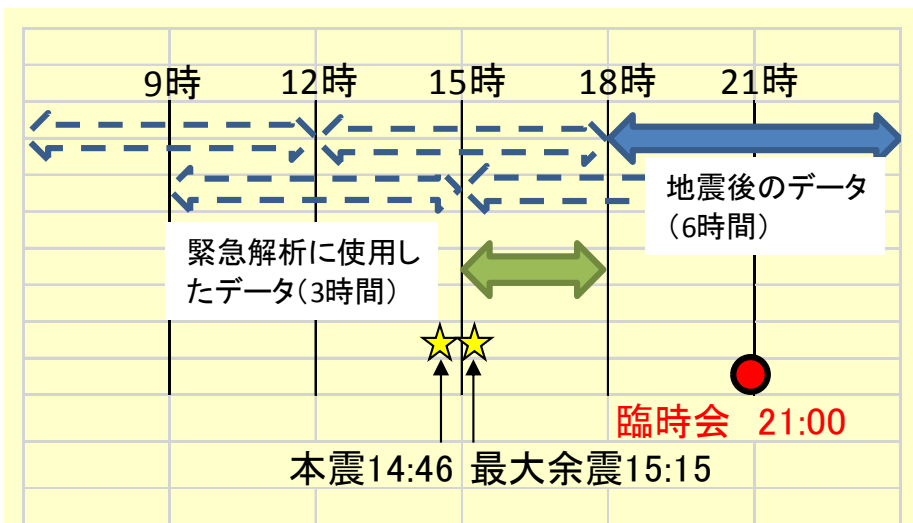 9時 12時 15時 18時 21時
地震後のデータ
（6時間）
緊急解析に使用し
たデータ（3時間）
臨時会 21:00
本震14:46 最大余震15:15